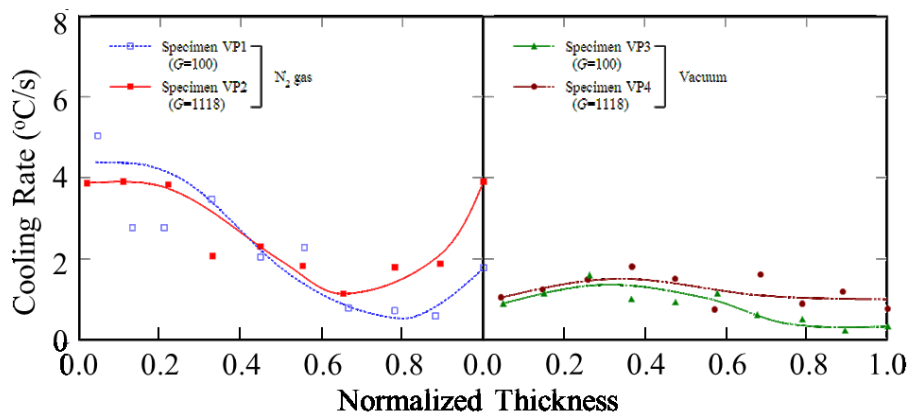 8
6
4
2
0
0
Cooling Rate (°C/s)
Specimen VP1
(G=100)
Specimen VP2
(G=1118)
N2 gas
Specimen VP3
(G=100)
Specimen VP4
(G=1118)
Vacuum
0.0 0.2 0.4 0.6 0.8 0.0 0.2 0.4 0.6 0.8 1.0
Normalized Thickness